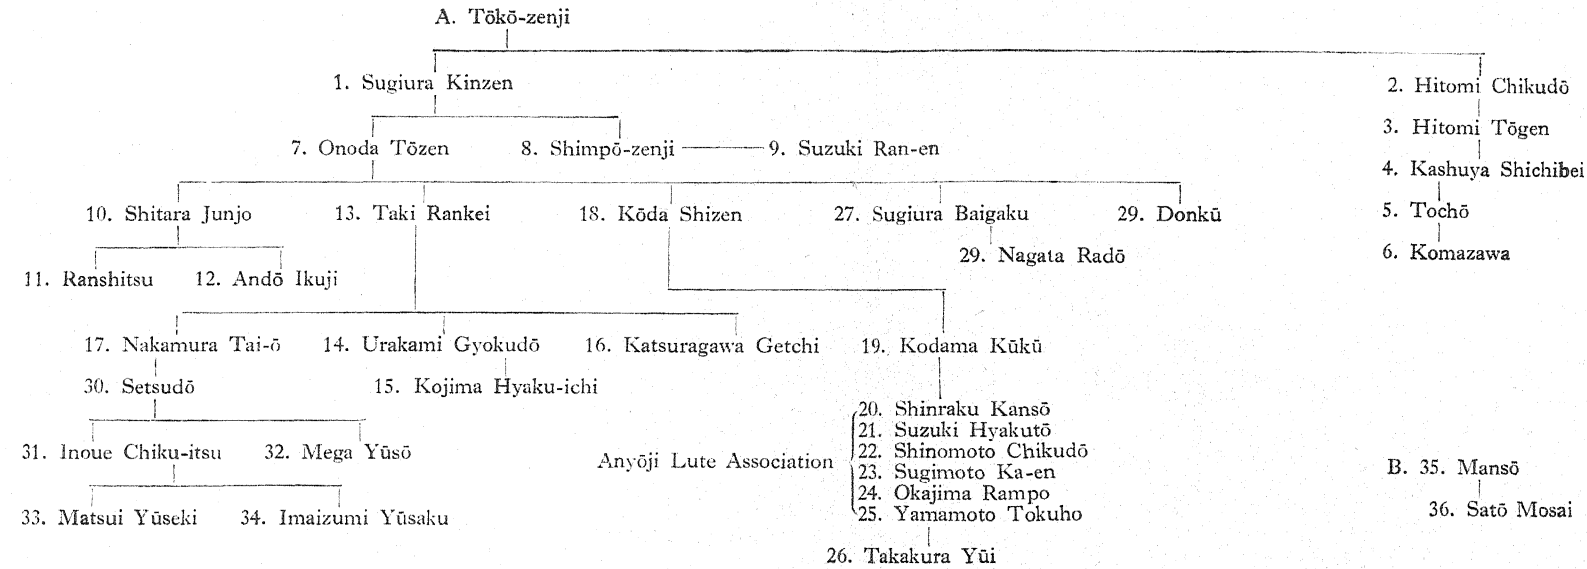 A. Tōkō-zenji
1. Sugiura Kinzen
2. Hitomi Chikudō
3. Hitomi Tōgen
7. Onoda Tōzen
8. Shimpō-zenji
9. Suzuki Ran-en
4. Kashuya Shichibei
10. Shitara Junjo
13. Taki Rankei
18. Kōda Shizen
27. Sugiura Baigaku
29. Donkū
5. Tochō
29. Nagata Radō
6. Komazawa
11. Ranshitsu
12. Andō Ikuji
17. Nakamura Tai-ō
14. Urakami Gyokudō
16. Katsuragawa Getchi
19. Kodama Kūkū
30. Setsudō
15. Kojima Hyaku-ichi
20. Shinraku Kansō
21. Suzuki Hyakutō
22. Shinomoto Chikudō
31. Inoue Chiku-itsu
32. Mega Yūsō
Anyōji Lute Association
23. Sugimoto Ka-en
24. Okajima Rampo
25. Yamamoto Tokuho
B. 35. Mansō
36. Satō Mosai
33. Matsui Yūseki
34. Imaizumi Yūsaku
26. Takakura Yūi